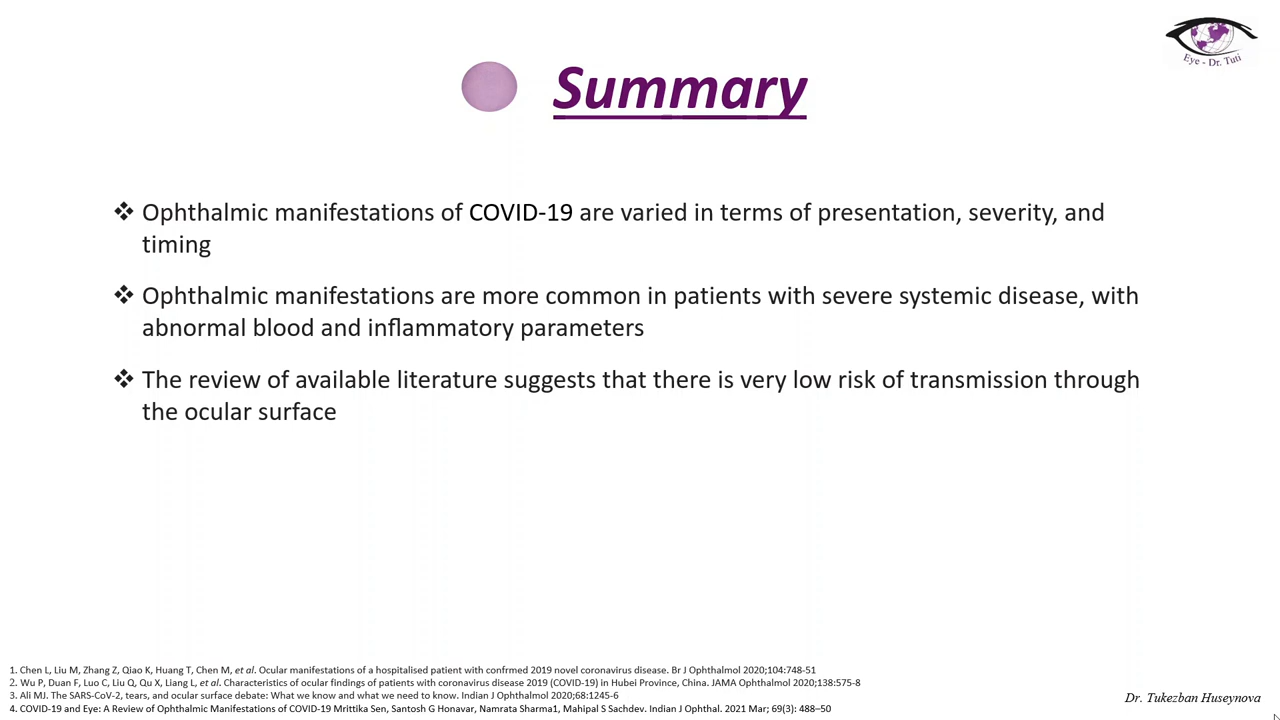 Eye - Dr. Tuti
Summary
❖ Ophthalmic manifestations of COVID-19 are varied in terms of presentation, severity, and
timing
❖ Ophthalmic manifestations are more common in patients with severe systemic disease, with
abnormal blood and inflammatory parameters
❖ The review of available literature suggests that there is very low risk of transmission through
the ocular surface
1. Chen L, Liu M, Zhang Z, Qiao K, Huang T, Chen M, et al. Ocular manifestations of a hospitalised patient with confrmed 2019 novel coronavirus disease. Br J Ophthalmol 2020;104:748-51
2. Wu P, Duan F, Luo C, Liu Q, Qu X, Liang L, et al. Characteristics of ocular findings of patients with coronavirus disease 2019 (COVID-19) in Hubei Province, China. JAMA Ophthalmol 2020;138:575-8
3. Ali MJ. The SARS-CoV-2, tears, and ocular surface debate: What we know and what we need to know. Indian J Ophthalmol 2020;68:1245-6
4. COVID-19 and Eye: A Review of Ophthalmic Manifestations of COVID-19 Mrittika Sen, Santosh G Honavar, Namrata Sharma1, Mahipal S Sachdev. Indian J Ophthal. 2021 Mar; 69(3): 488–50
Dr. Tukezban Huseynova